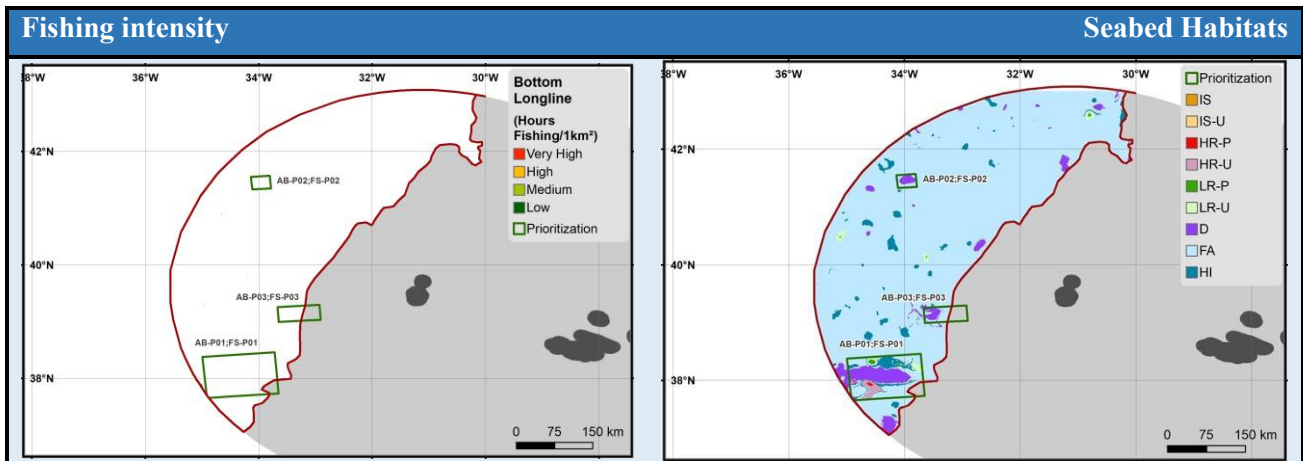 Fishing intensity
Seabed Habitats
38°W
36°W
34°W
32°W
30°W
42°N
40°N
38°N
AB-P02;FS-P02
AB-P03;FS-P03
AB-P01;FS-P01
Bottom
Longline
(Hours
Fishing/1km²)
Very High
High
Medium
Low
Prioritization
0 75 150 km
38°W
36°W
34°W
32°W
30°W
42°N
40°N
38°N
AB-P02;FS-P02
AB-P03;FS-P03
AB-P01;FS-P01
Prioritization
IS
IS-U
HR-P
HR-U
LR-P
LR-U
D
FA
HI
0 75 150 km